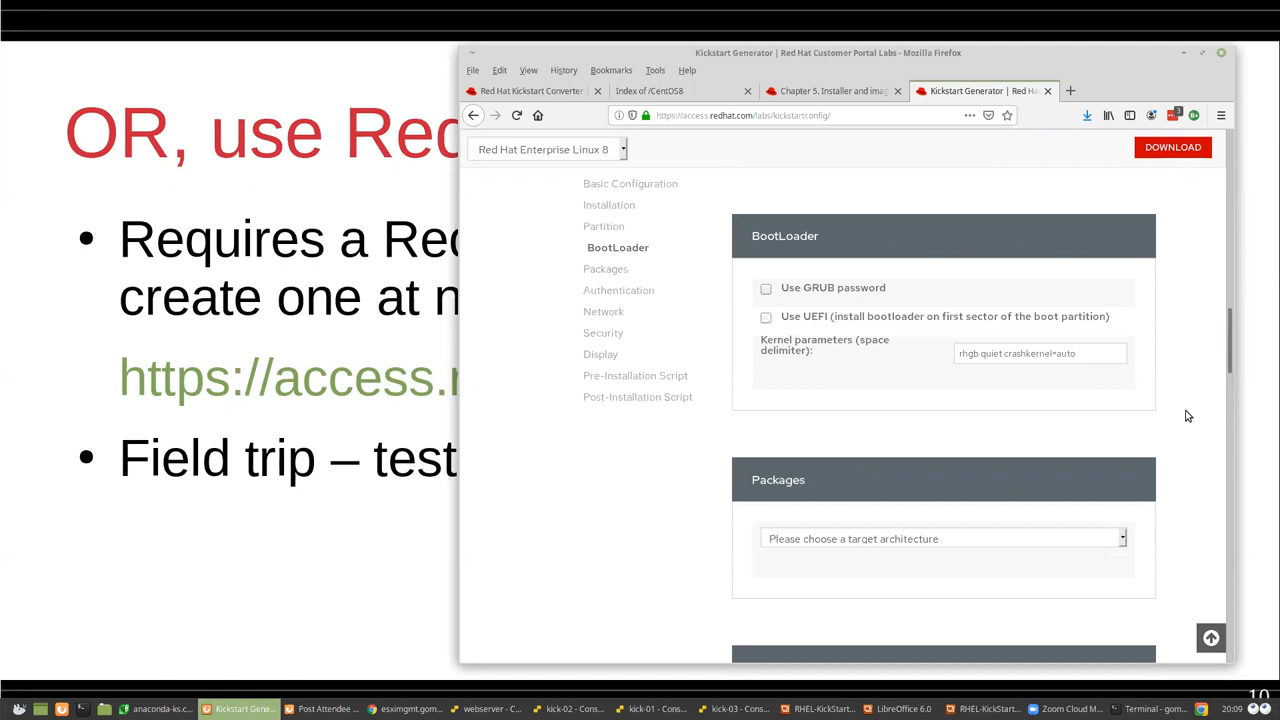 OR, use Red
Requires a Red
create one at n
https://access.r
Field trip – test
Kickstart Generator | Red Hat Customer Portal Labs - Mozilla Firefox
File Edit View History Bookmarks Tools Help
Red Hat Kickstart Converter
Index of /CentOS8
Chapter 5. Installer and ima
Kickstart Generator | Red Ha
https://access.redhat.com/labs/kickstartconfig/
3
Red Hat Enterprise Linux 8
DOWNLOAD
Basic Configuration
Installation
Partition
BootLoader
Packages
Authentication
Network
Security
Display
Pre-Installation Script
Post-Installation Script
BootLoader
Use GRUB password
Use UEFI (install bootloader on first sector of the boot partition)
Kernel parameters (space
delimiter):
rhgb quiet crashkernel=auto
Packages
Please choose a target architecture
10
anaconda-ks.c...
Kickstart Gene...
Post Attendee ...
esximgmt.gom...
webserver - C...
kick-02 - Cons...
kick-01 - Cons...
kick-03 - Cons...
RHEL-KickStar...
LibreOffice 6.0
RHEL-KickStar...
Zoom Cloud M...
Terminal - gom...
20:09